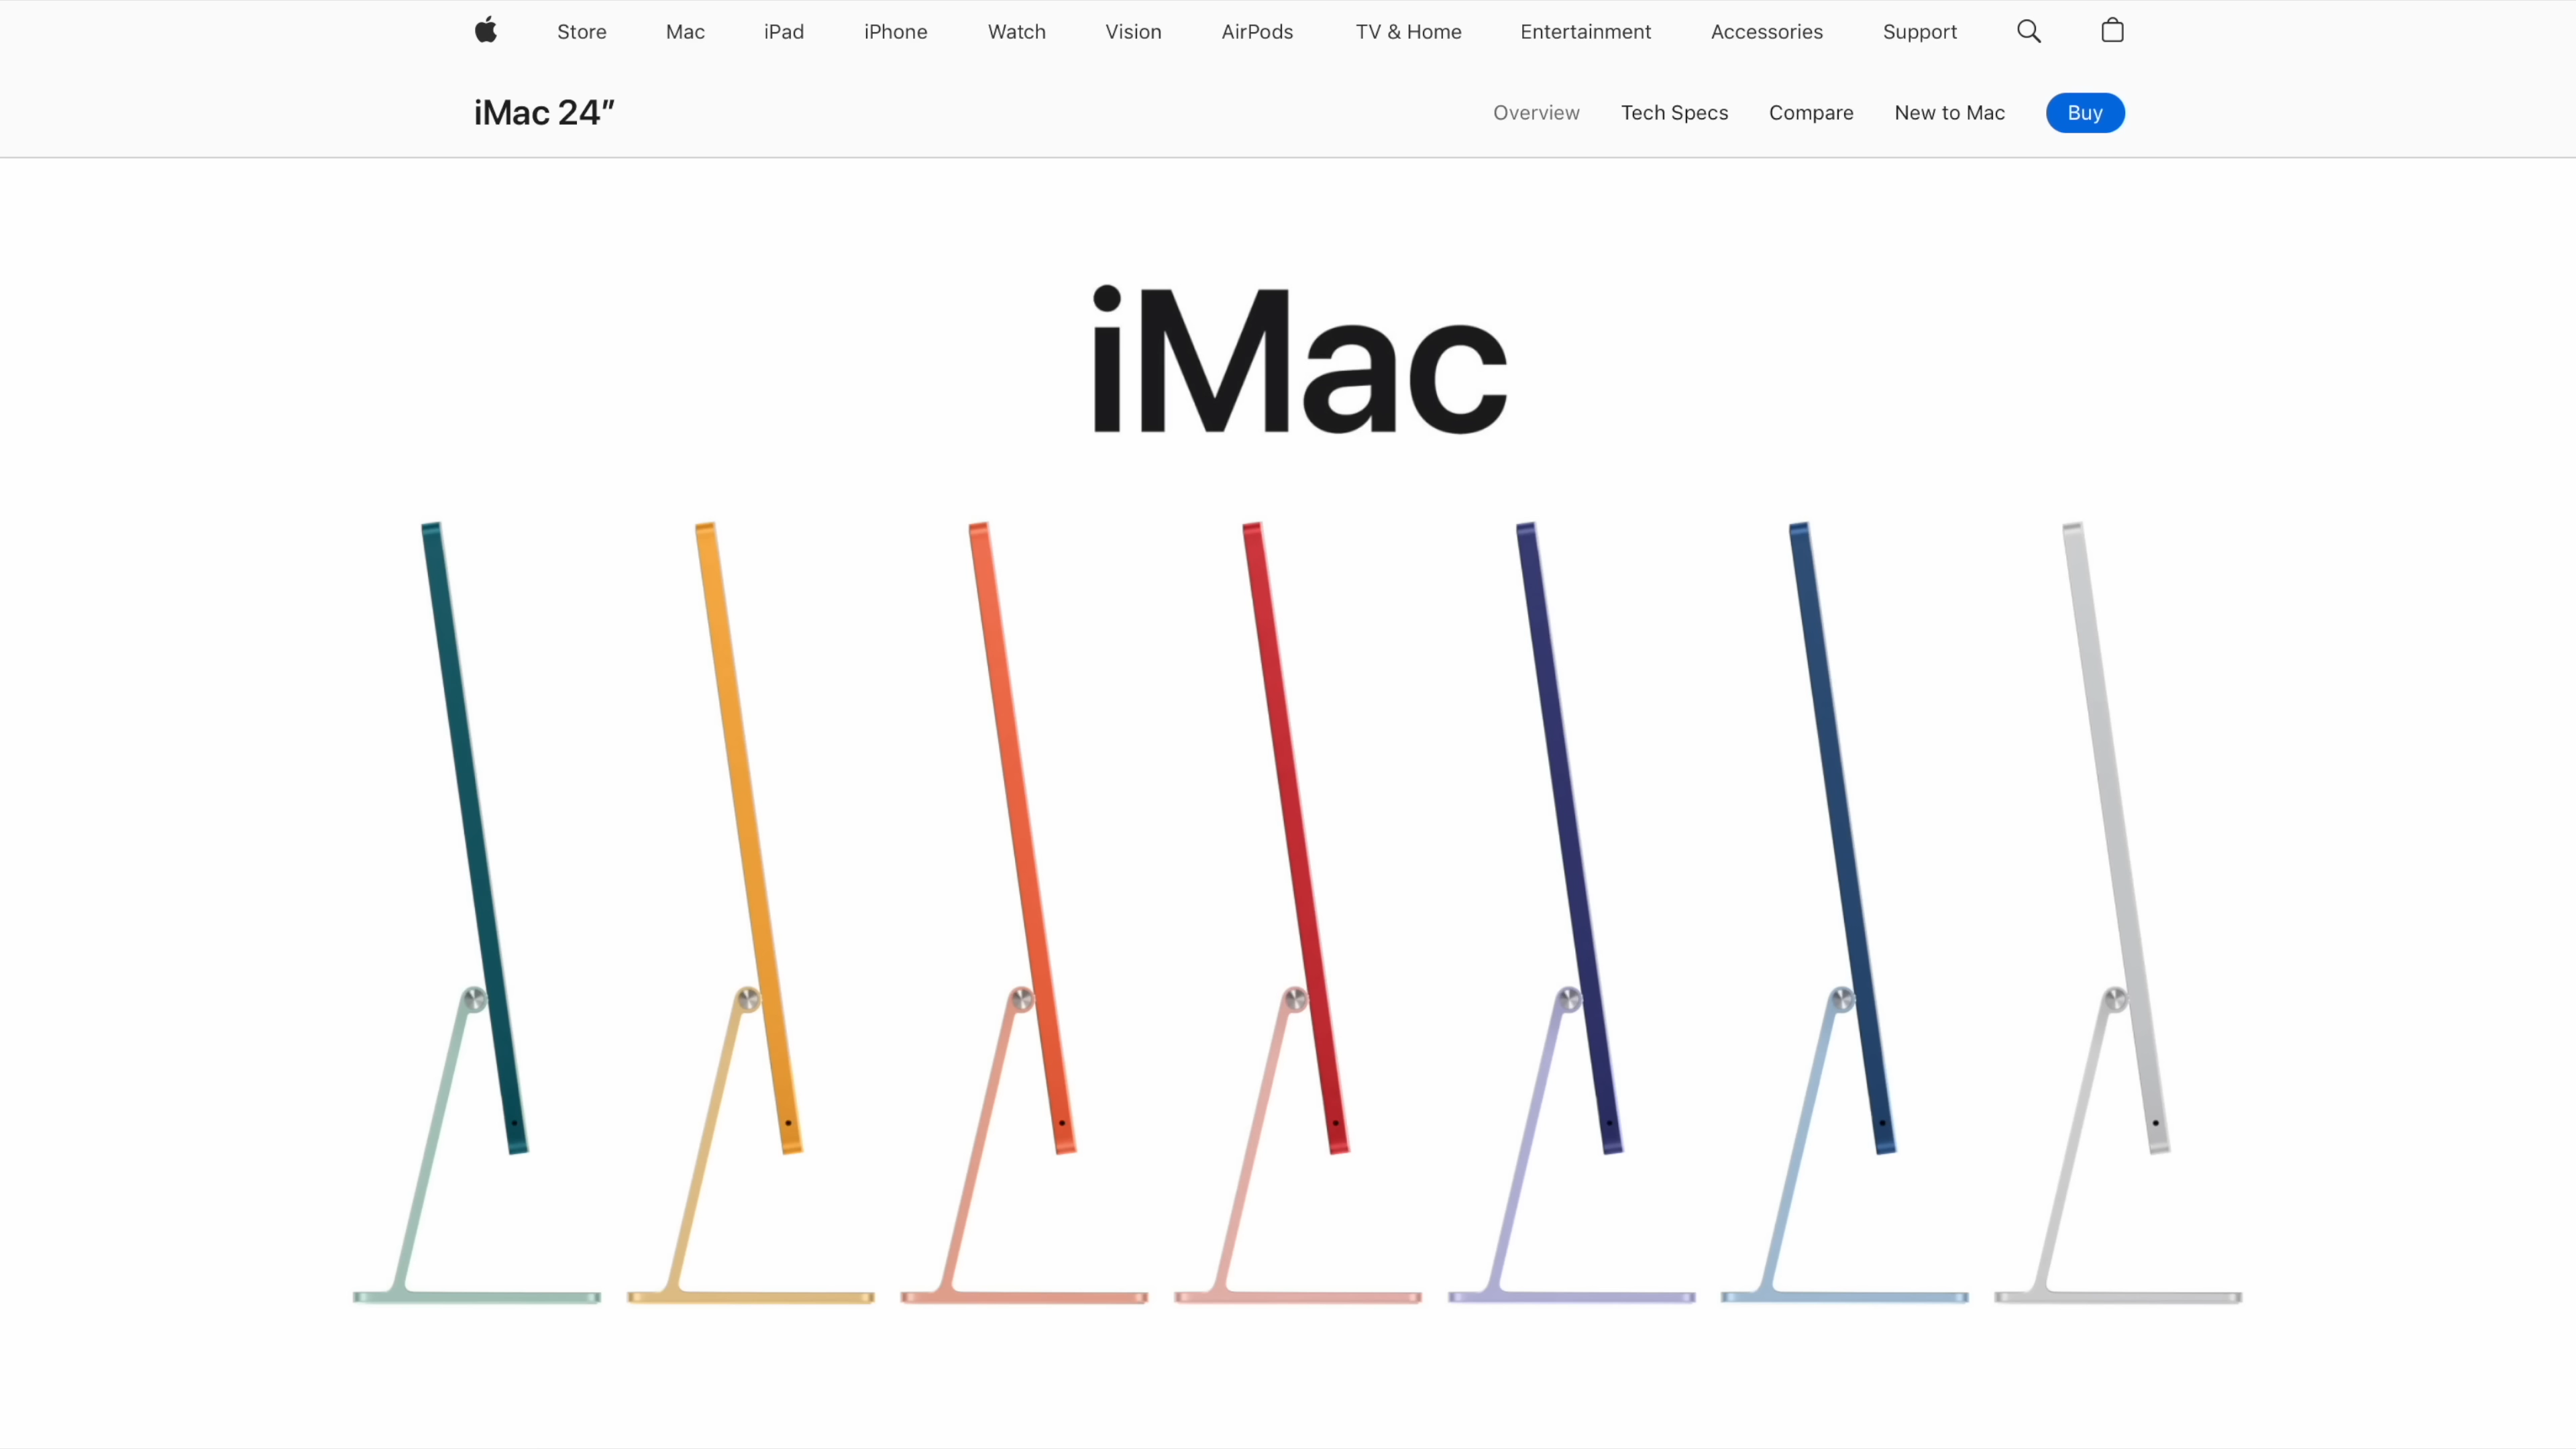 Store Mac iPad iPhone Watch Vision AirPods TV & Home Entertainment Accessories Support
iMac 24″ Overview Tech Specs Compare New to Mac Buy
iMac